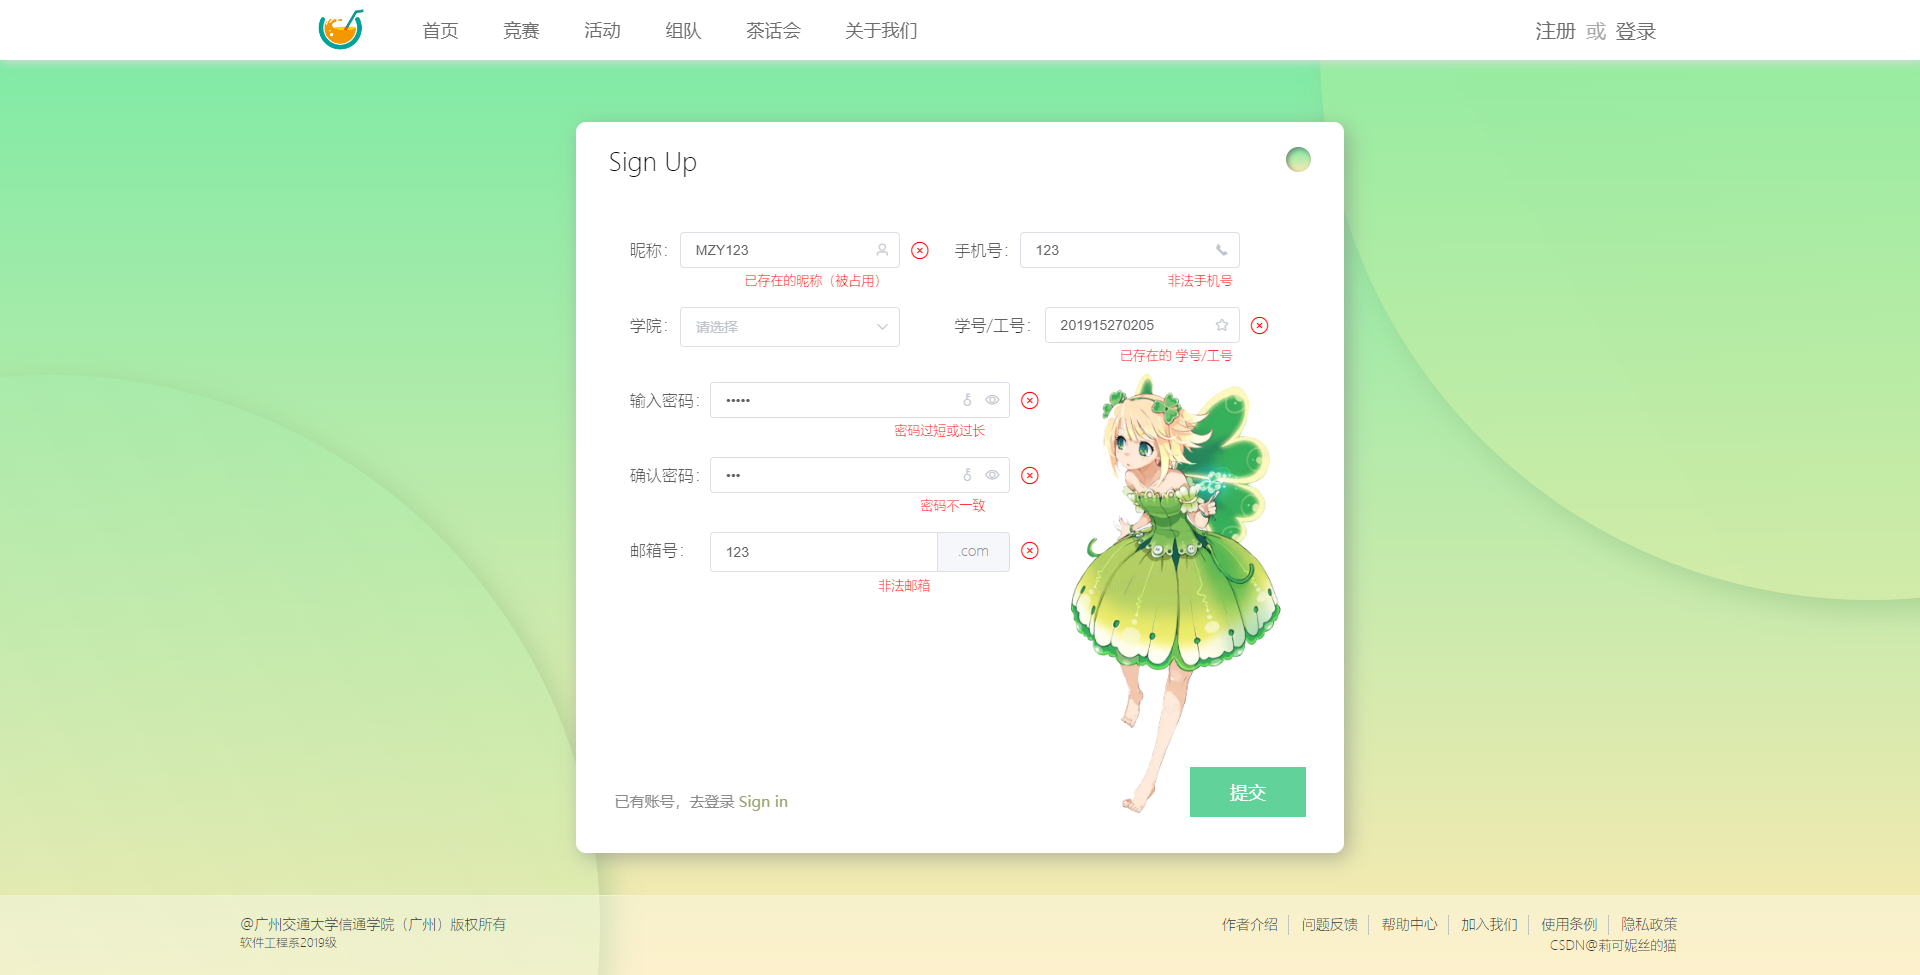 首页 竞赛 活动 组队 茶话会 关于我们 注册 或 登录
Sign Up
昵称： MZY123 手机号： 123
已存在的昵称（被占用） 非法手机号
学院： 请选择 学号/工号： 201915270205
已存在的 学号/工号
输入密码： •••••
密码过短或过长
确认密码： •••
密码不一致
邮箱号： 123 .com
非法邮箱
已有账号，去登录 Sign in 提交
@广州交通大学信通学院（广州）版权所有 作者介绍 问题反馈 帮助中心 加入我们 使用条例 隐私政策
软件工程系2019级 CSDN@莉可妮丝的猫